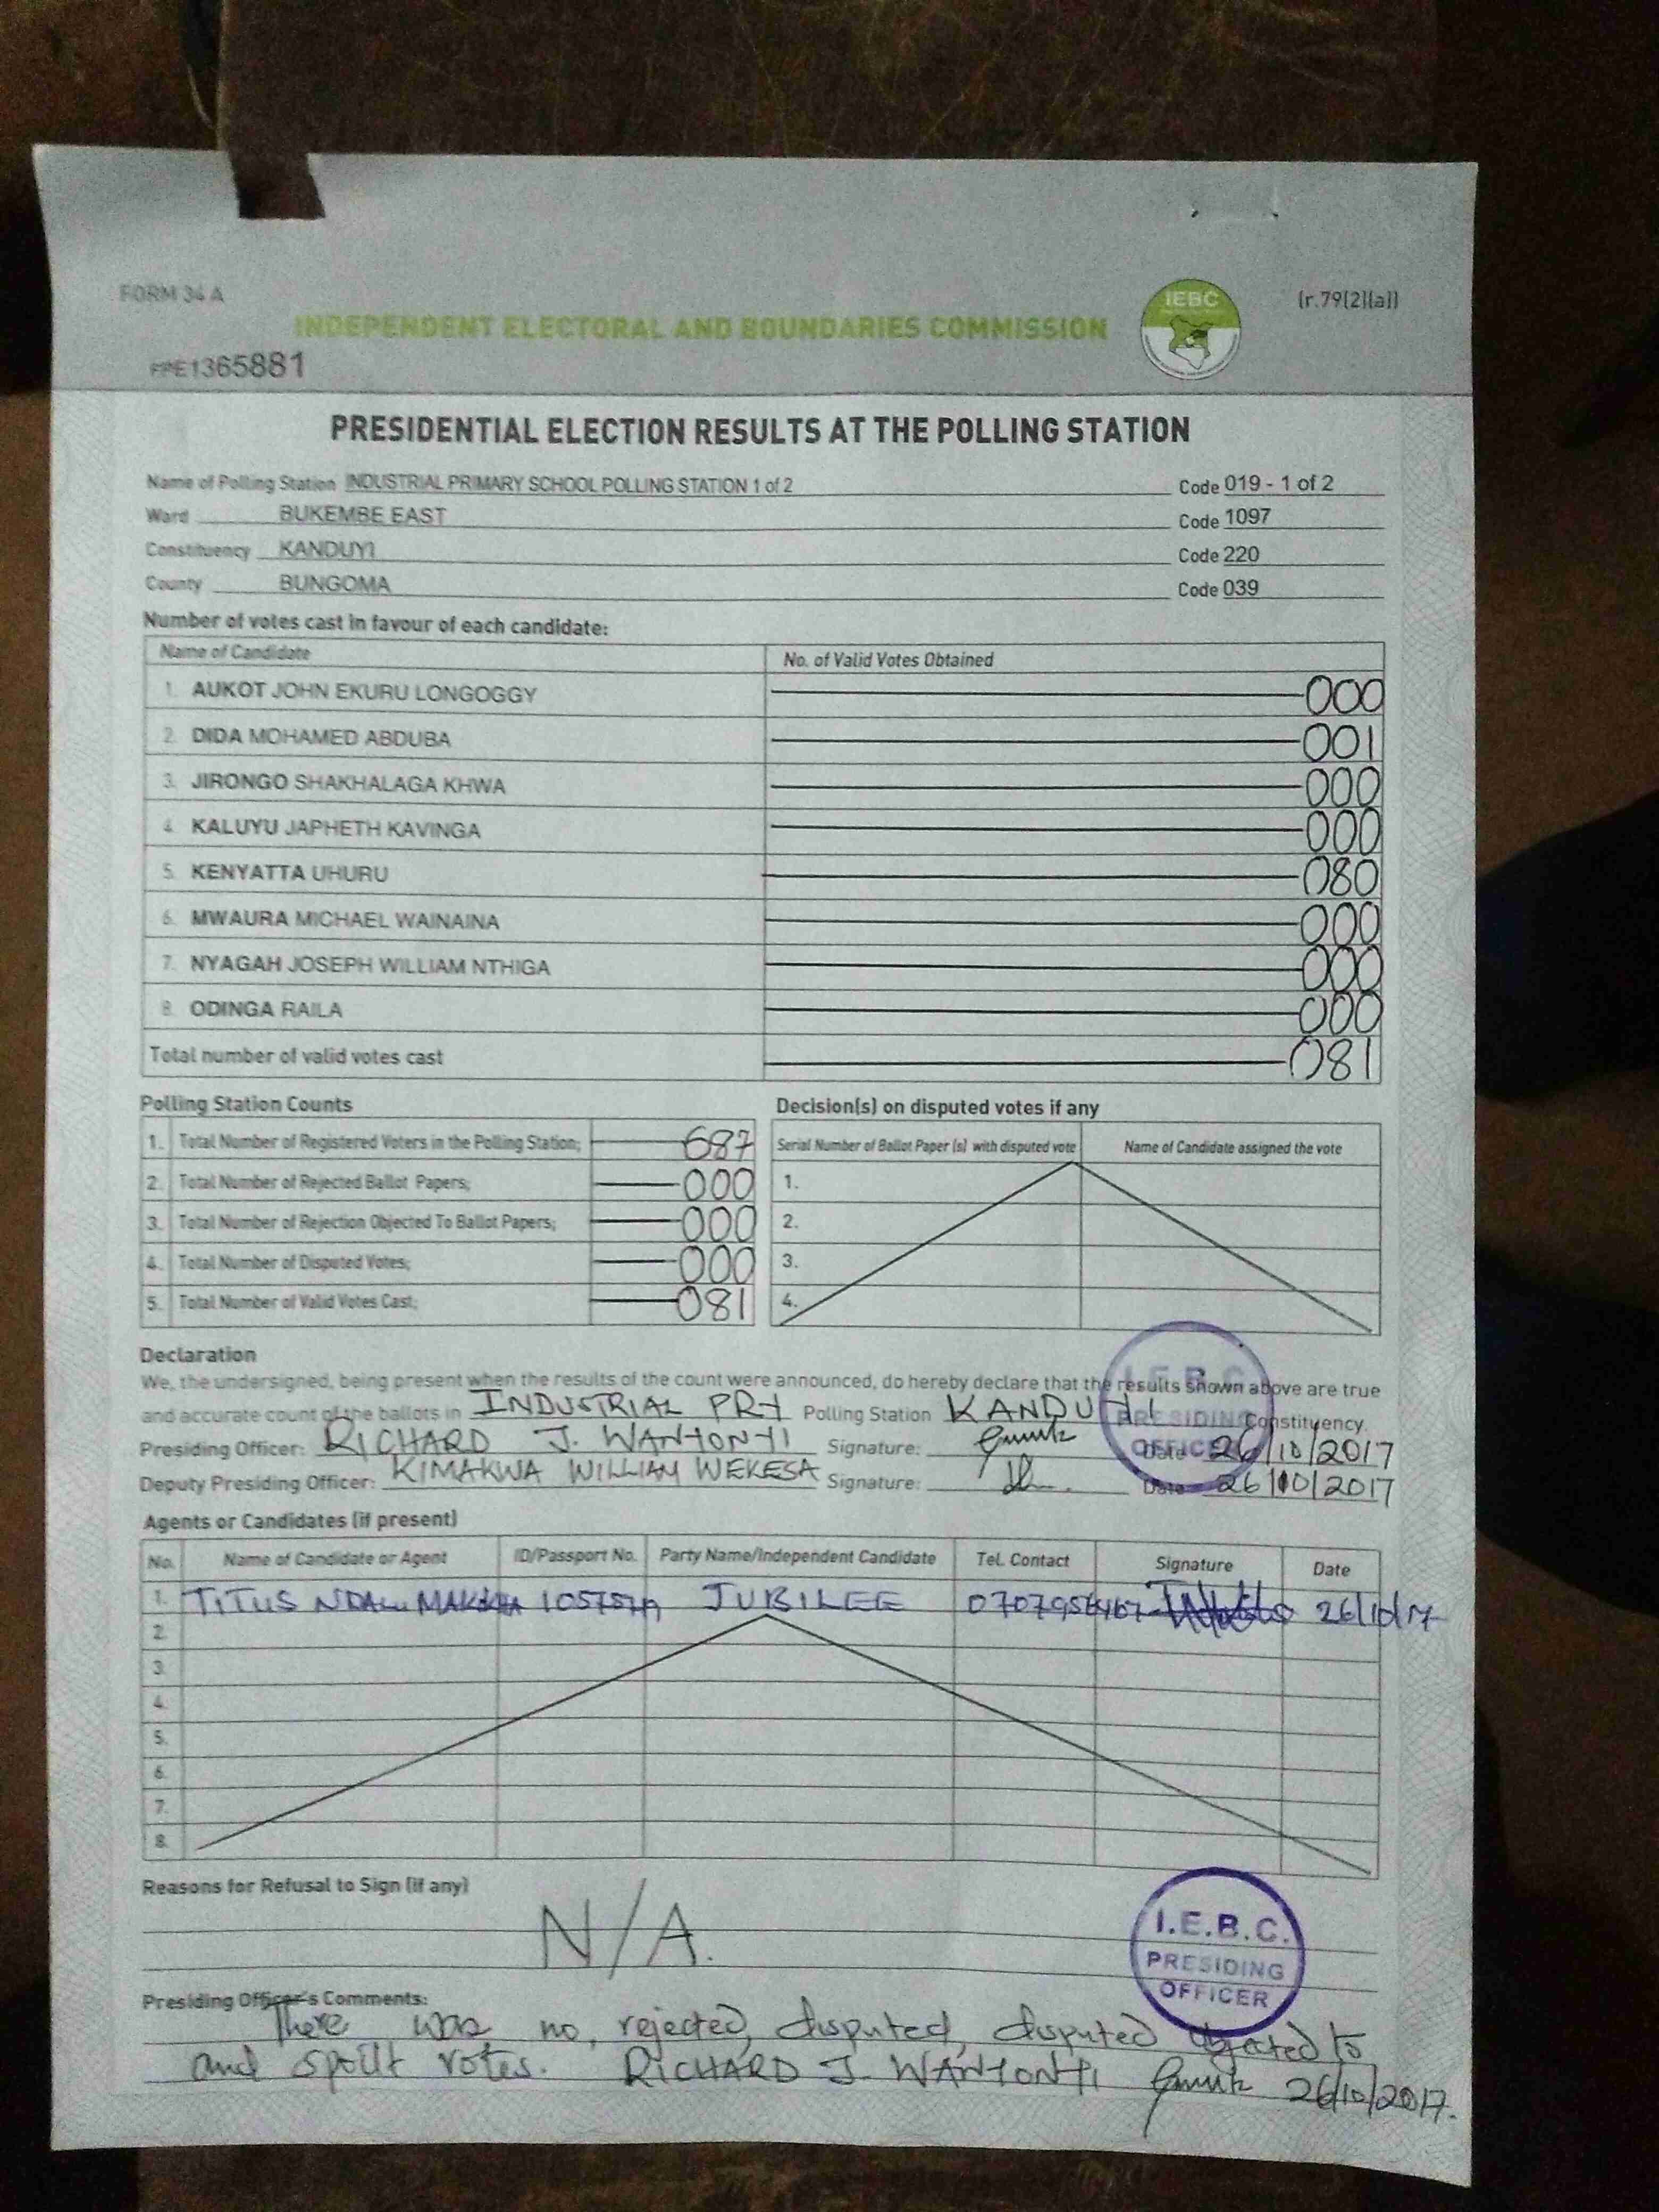 FORM 34 A
(r.79(2)(a))
IEBC
INDEPENDENT ELECTORAL AND BOUNDARIES COMMISSION
FPE1365881
PRESIDENTIAL ELECTION RESULTS AT THE POLLING STATION
Name of Polling Station INDUSTRIAL PRIMARY SCHOOL POLLING STATION 1 of 2 Code 019 - 1 of 2
Ward BUKEMBE EAST Code 1097
Constituency KANDUYI Code 220
County BUNGOMA Code 039
Number of votes cast in favour of each candidate:
Name of Candidate No. of Valid Votes Obtained
1. AUKOT JOHN EKURU LONGOGGY 000
2. DIDA MOHAMED ABDUBA 001
3. JIRONGO SHAKHALAGA KHWA 000
4. KALUYU JAPHETH KAVINGA 000
5. KENYATTA UHURU 080
6. MWAURA MICHAEL WAINAINA 000
7. NYAGAH JOSEPH WILLIAM NTHIGA 000
8. ODINGA RAILA 000
Total number of valid votes cast 081
Polling Station Counts
1. Total Number of Registered Voters in the Polling Station; 687
2. Total Number of Rejected Ballot Papers; 000
3. Total Number of Rejection Objected To Ballot Papers; 000
4. Total Number of Disputed Votes; 000
5. Total Number of Valid Votes Cast; 081
Decision(s) on disputed votes if any
Serial Number of Ballot Paper (s) with disputed vote Name of Candidate assigned the vote
1.
2.
3.
4.
Declaration
We, the undersigned, being present when the results of the count were announced, do hereby declare that the results shown above are true
and accurate count of the ballots in INDUSTRIAL PRY Polling Station KANDUYI Constituency.
Presiding Officer: RICHARD J. WANYONYI Signature: Date 26/10/2017
Deputy Presiding Officer: KIMAKWA WILLIAM WEKESA Signature: Date 26/10/2017
I.E.B.C.
PRESIDING
OFFICER
Agents or Candidates (if present)
No. Name of Candidate or Agent ID/Passport No. Party Name/Independent Candidate Tel. Contact Signature Date
1. TITUS JUBILEE 26/10/17
2.
3.
4.
5.
6.
7.
8.
Reasons for Refusal to Sign (if any)
N/A.
I.E.B.C.
PRESIDING
OFFICER
Presiding Officer's Comments:
There was no, rejected, disputed, disputed objected to
and spoilt votes. RICHARD J. WANYONYI 26/10/2017.